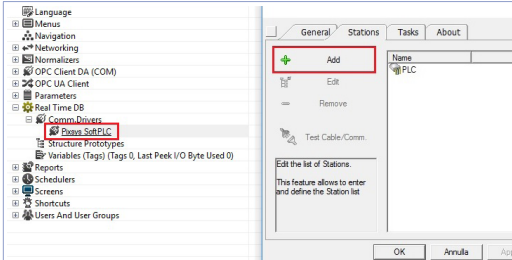 Language
Menus
Navigation
Networking
Normalizers
OPC Client DA (COM)
OPC UA Client
Parameters
Real Time DB
Comm.Drivers
Pixsys SoftPLC
Structure Prototypes
Variables (Tags) (Tags 0, Last Peek I/O Byte Used 0)
Reports
Schedulers
Screens
Shortcuts
Users And User Groups
General Stations Tasks About
Add
Edit
Remove
Test Cable/Comm.
Edit the list of Stations.
This feature allows to enter
and define the Station list
Name
PLC
OK Annulla App